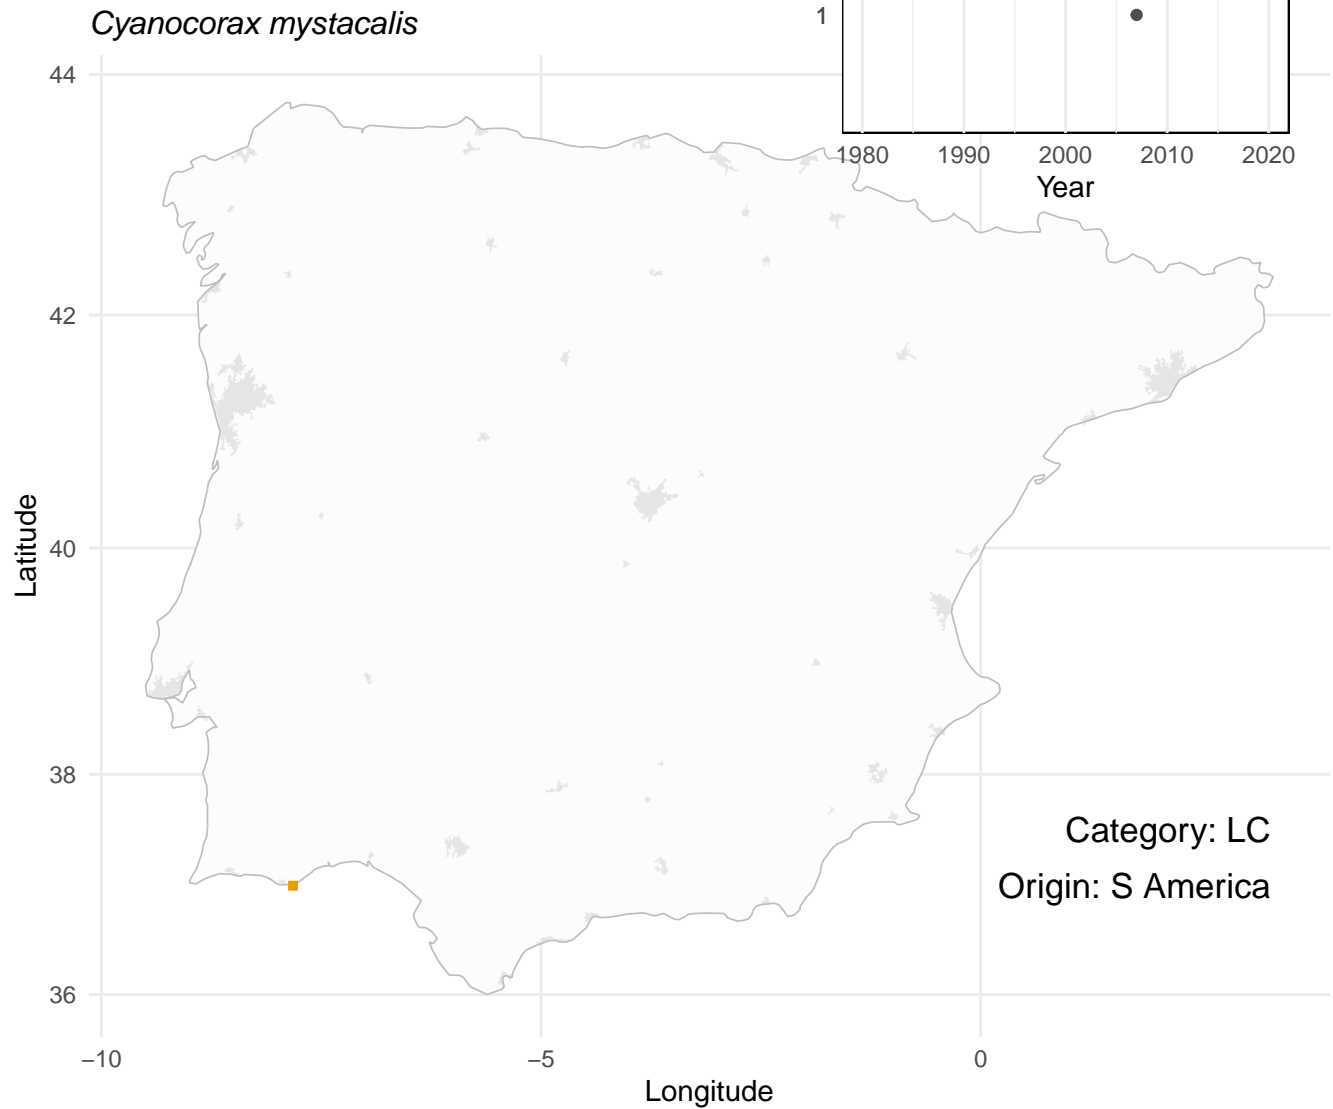 Cyanocorax mystacalis
1
1980 1990 2000 2010 2020
Year
44
42
40
38
36
Latitude
Category: LC
Origin: S America
−10 −5 0
Longitude